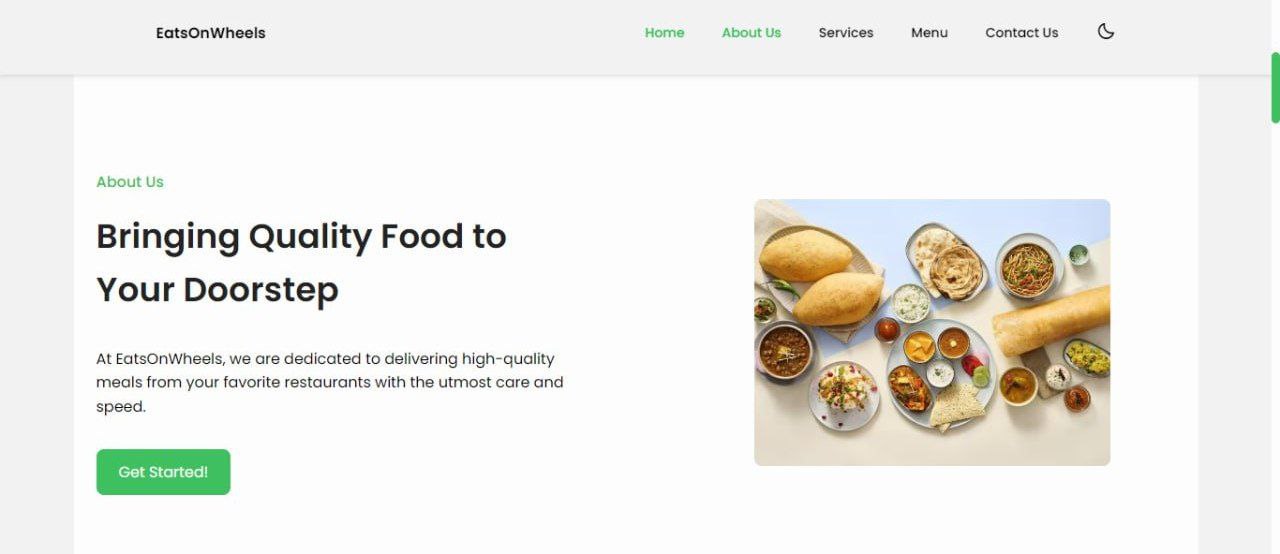 EatsOnWheels
Home About Us Services Menu Contact Us
About Us
Bringing Quality Food to
Your Doorstep
At EatsOnWheels, we are dedicated to delivering high-quality
meals from your favorite restaurants with the utmost care and
speed.
Get Started!